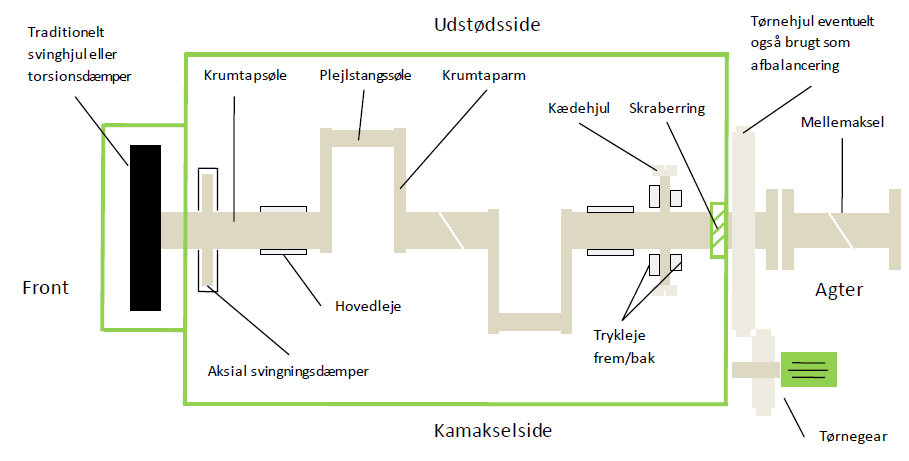 Udstødsside
Traditionelt
svinghjul eller
torsionsdæmper
Tørnehjul eventuelt
også brugt som
afbalancering
Krumtapsøle
Plejlstangssøle
Krumtaparm
Kædehjul
Skraberring
Mellemaksel
Front
Agter
Hovedleje
Trykleje
frem/bak
Aksial svingningsdæmper
Kamakselside
Tørnegear